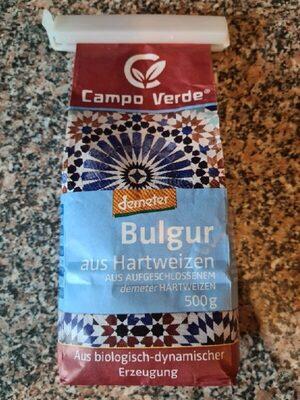 Campo Verde®
demeter
Bulgur
aus Hartweizen
AUS AUFGESCHLOSSENEM
demeter HARTWEIZEN
500g
Aus biologisch-dynamischer
Erzeugung